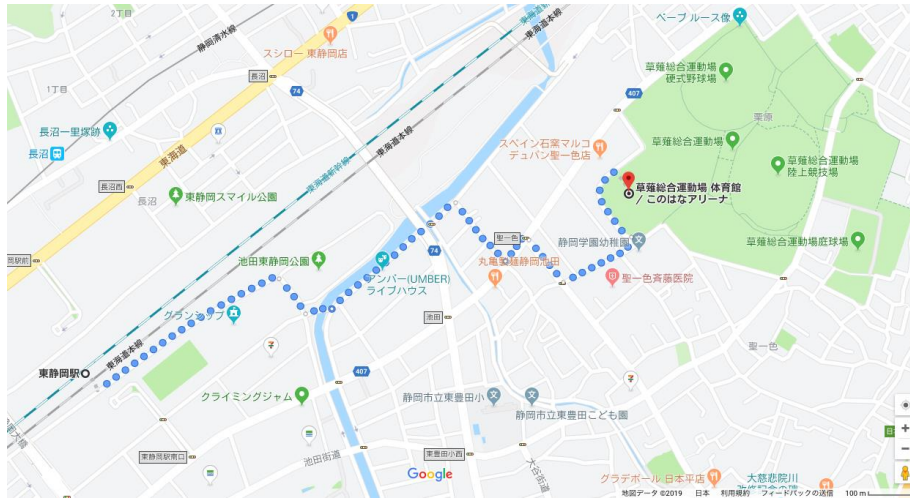 2丁目
3丁目
1
ベーブ ルース像
静岡清水線
スシロー 東静岡店
東海道本線
長沼
74
草薙総合運動場
硬式野球場
407
1丁目
栗原
長沼一里塚跡
長沼
東海道
東海道新幹線
東海道本線
スペイン石窯マルコ
デュパン聖一色店
草薙総合運動場
草薙総合運動場
陸上競技場
長沼西
長沼
東静岡スマイル公園
草薙総合運動場 体育館
/ このはなアリーナ
聖一色
静岡学園幼稚園
草薙総合運動場庭球場
岡駅前
池田東静岡公園
74
アンバー(UMBER)
ライブハウス
丸亀製麺静岡池田
聖一色斉藤医院
グランシップ
池田
聖一色
東海道本線
東静岡駅
407
クライミングジャム
静岡市立東豊田小
静岡市立東豊田こども園
東静岡駅南口
池田街道
東豊田小西
大谷街道
Google
グラデボール 日本平店
大慈悲院川
地図データ ©2019 日本 利用規約 フィードバックの送信 100 m